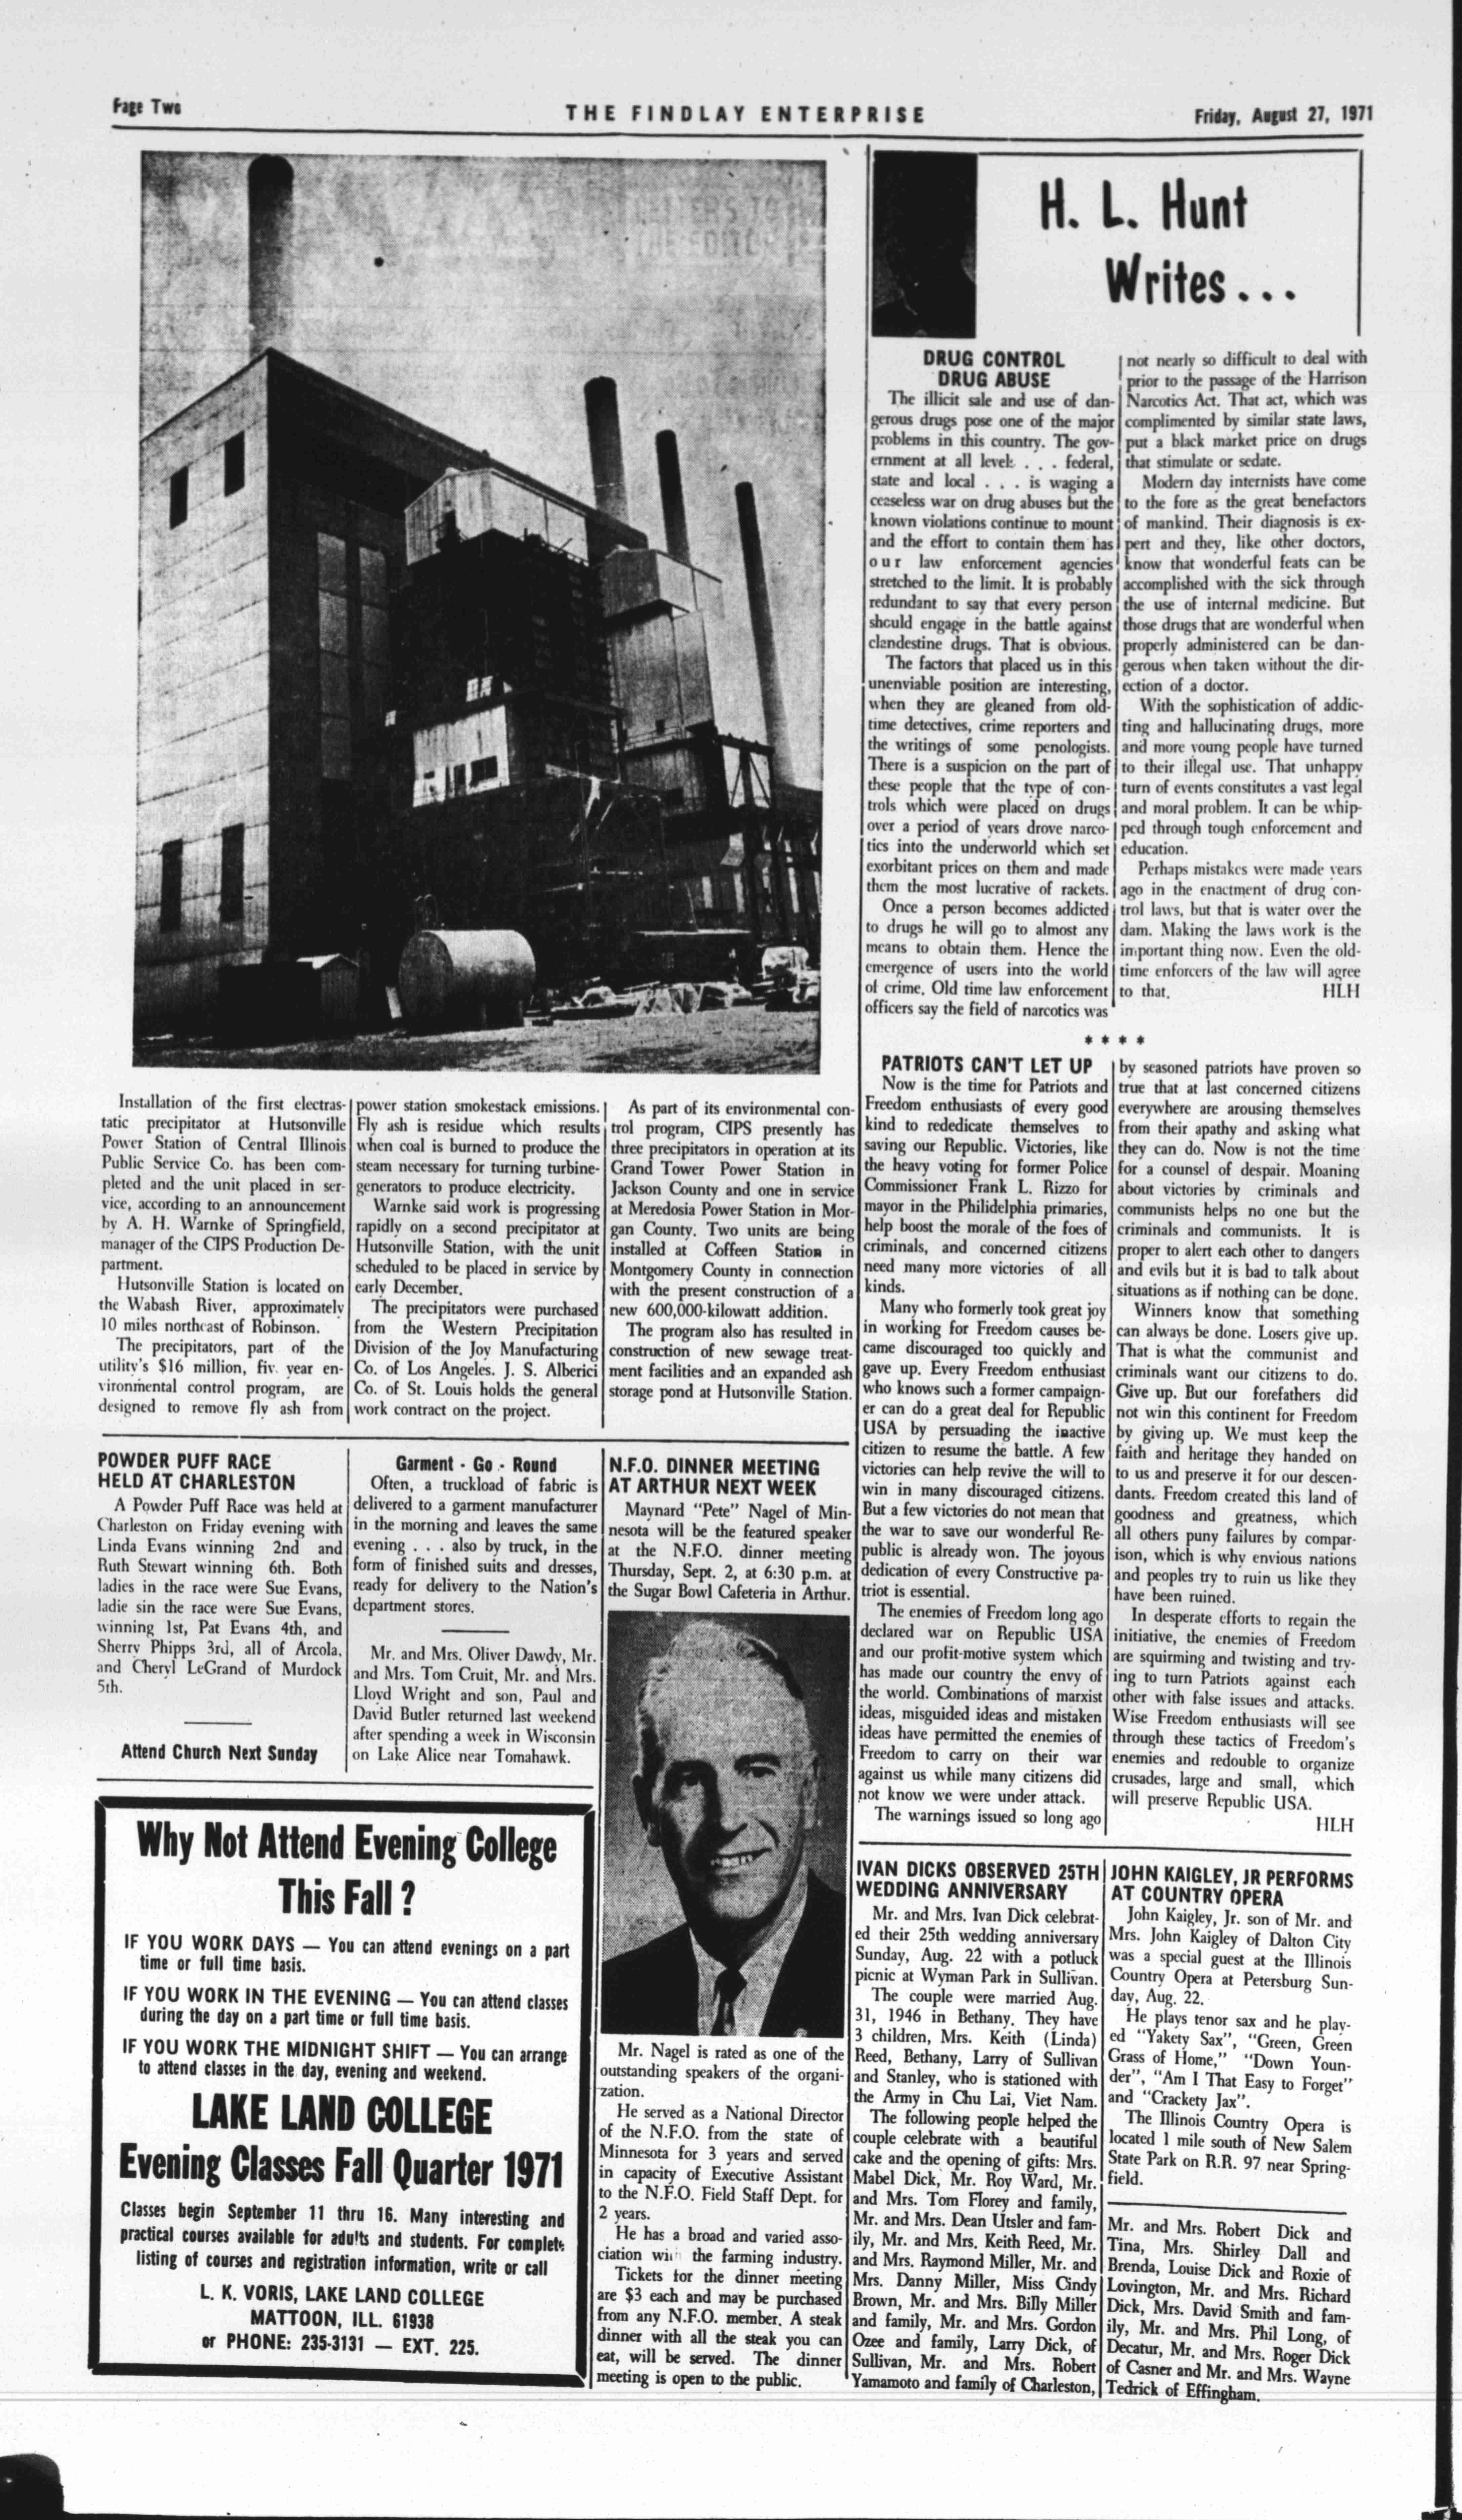 Page Two
THE FINDLAY ENTERPRISE
Friday, August 27, 1971
Installation of the first electras-
tatic precipitator at Hutsonville
Power Station of Central Illinois
Public Service Co. has been com-
pleted and the unit placed in ser-
vice, according to an announcement
by A. H. Warnke of Springfield,
manager of the CIPS Production De-
partment.
Hutsonville Station is located on
the Wabash River, approximately
10 miles northeast of Robinson.
The precipitators, part of the
utility's $16 million, fiv. year en-
vironmental control program, are
designed to remove fly ash from
power station smokestack emissions.
Fly ash is residue which results
when coal is burned to produce the
steam necessary for turning turbine-
generators to produce electricity.
Warnke said work is progressing
rapidly on a second precipitator at
Hutsonville Station, with the unit
scheduled to be placed in service by
early December.
The precipitators were purchased
from the Western Precipitation
Division of the Joy Manufacturing
Co. of Los Angeles. J. S. Alberici
Co. of St. Louis holds the general
work contract on the project.
As part of its environmental con-
trol program, CIPS presently has
three precipitators in operation at its
Grand Tower Power Station in
Jackson County and one in service
at Meredosia Power Station in Mor-
gan County. Two units are being
installed at Coffeen Station in
Montgomery County in connection
with the present construction of a
new 600,000-kilowatt addition.
The program also has resulted in
construction of new sewage treat-
ment facilities and an expanded ash
storage pond at Hutsonville Station.
POWDER PUFF RACE
HELD AT CHARLESTON
A Powder Puff Race was held at
Charleston on Friday evening with
Linda Evans winning 2nd and
Ruth Stewart winning 6th. Both
ladies in the race were Sue Evans,
ladie sin the race were Sue Evans,
winning 1st, Pat Evans 4th, and
Sherry Phipps 3rd, all of Arcola,
and Cheryl LeGrand of Murdock
5th.
Attend Church Next Sunday
Garment - Go - Round
Often, a truckload of fabric is
delivered to a garment manufacturer
in the morning and leaves the same
evening . . . also by truck, in the
form of finished suits and dresses,
ready for delivery to the Nation's
department stores.
Mr. and Mrs. Oliver Dawdy, Mr.
and Mrs. Tom Cruit, Mr. and Mrs.
Lloyd Wright and son, Paul and
David Butler returned last weekend
after spending a week in Wisconsin
on Lake Alice near Tomahawk.
Why Not Attend Evening College
This Fall ?
IF YOU WORK DAYS — You can attend evenings on a part
time or full time basis.
IF YOU WORK IN THE EVENING — You can attend classes
during the day on a part time or full time basis.
IF YOU WORK THE MIDNIGHT SHIFT — You can arrange
to attend classes in the day, evening and weekend.
LAKE LAND COLLEGE
Evening Classes Fall Quarter 1971
Classes begin September 11 thru 16. Many interesting and
practical courses available for adults and students. For complete
listing of courses and registration information, write or call
L. K. VORIS, LAKE LAND COLLEGE
MATTOON, ILL. 61938
or PHONE: 235-3131 — EXT. 225.
N.F.O. DINNER MEETING
AT ARTHUR NEXT WEEK
Maynard "Pete" Nagel of Min-
nesota will be the featured speaker
at the N.F.O. dinner meeting
Thursday, Sept. 2, at 6:30 p.m. at
the Sugar Bowl Cafeteria in Arthur.
Mr. Nagel is rated as one of the
outstanding speakers of the organi-
zation.
He served as a National Director
of the N.F.O. from the state of
Minnesota for 3 years and served
in capacity of Executive Assistant
to the N.F.O. Field Staff Dept. for
2 years.
He has a broad and varied asso-
ciation with the farming industry.
Tickets for the dinner meeting
are $3 each and may be purchased
from any N.F.O. member. A steak
dinner with all the steak you can
eat, will be served. The dinner
meeting is open to the public.
H. L. Hunt
Writes...
DRUG CONTROL
DRUG ABUSE
The illicit sale and use of dan-
gerous drugs pose one of the major
problems in this country. The gov-
ernment at all levels . . . federal,
state and local . . . is waging a
ceaseless war on drug abuses but the
known violations continue to mount
and the effort to contain them has
our law enforcement agencies
stretched to the limit. It is probably
redundant to say that every person
should engage in the battle against
clandestine drugs. That is obvious.
The factors that placed us in this
unenviable position are interesting,
when they are gleaned from old-
time detectives, crime reporters and
the writings of some penologists.
There is a suspicion on the part of
these people that the type of con-
trols which were placed on drugs
over a period of years drove narco-
tics into the underworld which set
exorbitant prices on them and made
them the most lucrative of rackets.
Once a person becomes addicted
to drugs he will go to almost any
means to obtain them. Hence the
emergence of users into the world
of crime. Old time law enforcement
officers say the field of narcotics was
not nearly so difficult to deal with
prior to the passage of the Harrison
Narcotics Act. That act, which was
complimented by similar state laws,
put a black market price on drugs
that stimulate or sedate.
Modern day internists have come
to the fore as the great benefactors
of mankind. Their diagnosis is ex-
pert and they, like other doctors,
know that wonderful feats can be
accomplished with the sick through
the use of internal medicine. But
those drugs that are wonderful when
properly administered can be dan-
gerous when taken without the dir-
ection of a doctor.
With the sophistication of addic-
ting and hallucinating drugs, more
and more young people have turned
to their illegal use. That unhappy
turn of events constitutes a vast legal
and moral problem. It can be whip-
ped through tough enforcement and
education.
Perhaps mistakes were made years
ago in the enactment of drug con-
trol laws, but that is water over the
dam. Making the laws work is the
important thing now. Even the old-
time enforcers of the law will agree
to that. HLH
* * * *
PATRIOTS CAN'T LET UP
Now is the time for Patriots and
Freedom enthusiasts of every good
kind to rededicate themselves to
saving our Republic. Victories, like
the heavy voting for former Police
Commissioner Frank L. Rizzo for
mayor in the Philidelphia primaries,
help boost the morale of the foes of
criminals, and concerned citizens
need many more victories of all
kinds.
Many who formerly took great joy
in working for Freedom causes be-
came discouraged too quickly and
gave up. Every Freedom enthusiast
who knows such a former campaign-
er can do a great deal for Republic
USA by persuading the inactive
citizen to resume the battle. A few
victories can help revive the will to
win in many discouraged citizens.
But a few victories do not mean that
the war to save our wonderful Re-
public is already won. The joyous
dedication of every Constructive pa-
triot is essential.
The enemies of Freedom long ago
declared war on Republic USA
and our profit-motive system which
has made our country the envy of
the world. Combinations of marxist
ideas, misguided ideas and mistaken
ideas have permitted the enemies of
Freedom to carry on their war
against us while many citizens did
not know we were under attack.
The warnings issued so long ago
by seasoned patriots have proven so
true that at last concerned citizens
everywhere are arousing themselves
from their apathy and asking what
they can do. Now is not the time
for a counsel of despair. Moaning
about victories by criminals and
communists helps no one but the
criminals and communists. It is
proper to alert each other to dangers
and evils but it is bad to talk about
situations as if nothing can be done.
Winners know that something
can always be done. Losers give up.
That is what the communist and
criminals want our citizens to do.
Give up. But our forefathers did
not win this continent for Freedom
by giving up. We must keep the
faith and heritage they handed on
to us and preserve it for our descen-
dants. Freedom created this land of
goodness and greatness, which
all others puny failures by compar-
ison, which is why envious nations
and peoples try to ruin us like they
have been ruined.
In desperate efforts to regain the
initiative, the enemies of Freedom
are squirming and twisting and try-
ing to turn Patriots against each
other with false issues and attacks.
Wise Freedom enthusiasts will see
through these tactics of Freedom's
enemies and redouble to organize
crusades, large and small, which
will preserve Republic USA.
HLH
IVAN DICKS OBSERVED 25TH
WEDDING ANNIVERSARY
Mr. and Mrs. Ivan Dick celebrat-
ed their 25th wedding anniversary
Sunday, Aug. 22 with a potluck
picnic at Wyman Park in Sullivan.
The couple were married Aug.
31, 1946 in Bethany. They have
3 children, Mrs. Keith (Linda)
Reed, Bethany, Larry of Sullivan
and Stanley, who is stationed with
the Army in Chu Lai, Viet Nam.
The following people helped the
couple celebrate with a beautiful
cake and the opening of gifts: Mrs.
Mabel Dick, Mr. Roy Ward, Mr.
and Mrs. Tom Florey and family,
Mr. and Mrs. Dean Utsler and fam-
ily, Mr. and Mrs. Keith Reed, Mr.
and Mrs. Raymond Miller, Mr. and
Mrs. Danny Miller, Miss Cindy
Brown, Mr. and Mrs. Billy Miller
and family, Mr. and Mrs. Gordon
Ozee and family, Larry Dick, of
Sullivan, Mr. and Mrs. Robert
Yamamoto and family of Charleston,
JOHN KAIGLEY, JR PERFORMS
AT COUNTRY OPERA
John Kaigley, Jr. son of Mr. and
Mrs. John Kaigley of Dalton City
was a special guest at the Illinois
Country Opera at Petersburg Sun-
day, Aug. 22.
He plays tenor sax and he play-
ed "Yakety Sax", "Green, Green
Grass of Home," "Down Youn-
der", "Am I That Easy to Forget"
and "Crackety Jax".
The Illinois Country Opera is
located 1 mile south of New Salem
State Park on R.R. 97 near Spring-
field.
Mr. and Mrs. Robert Dick and
Tina, Mrs. Shirley Dall and
Brenda, Louise Dick and Roxie of
Lovington, Mr. and Mrs. Richard
Dick, Mrs. David Smith and fam-
ily, Mr. and Mrs. Phil Long, of
Decatur, Mr. and Mrs. Roger Dick
of Casner and Mr. and Mrs. Wayne
Tedrick of Effingham.